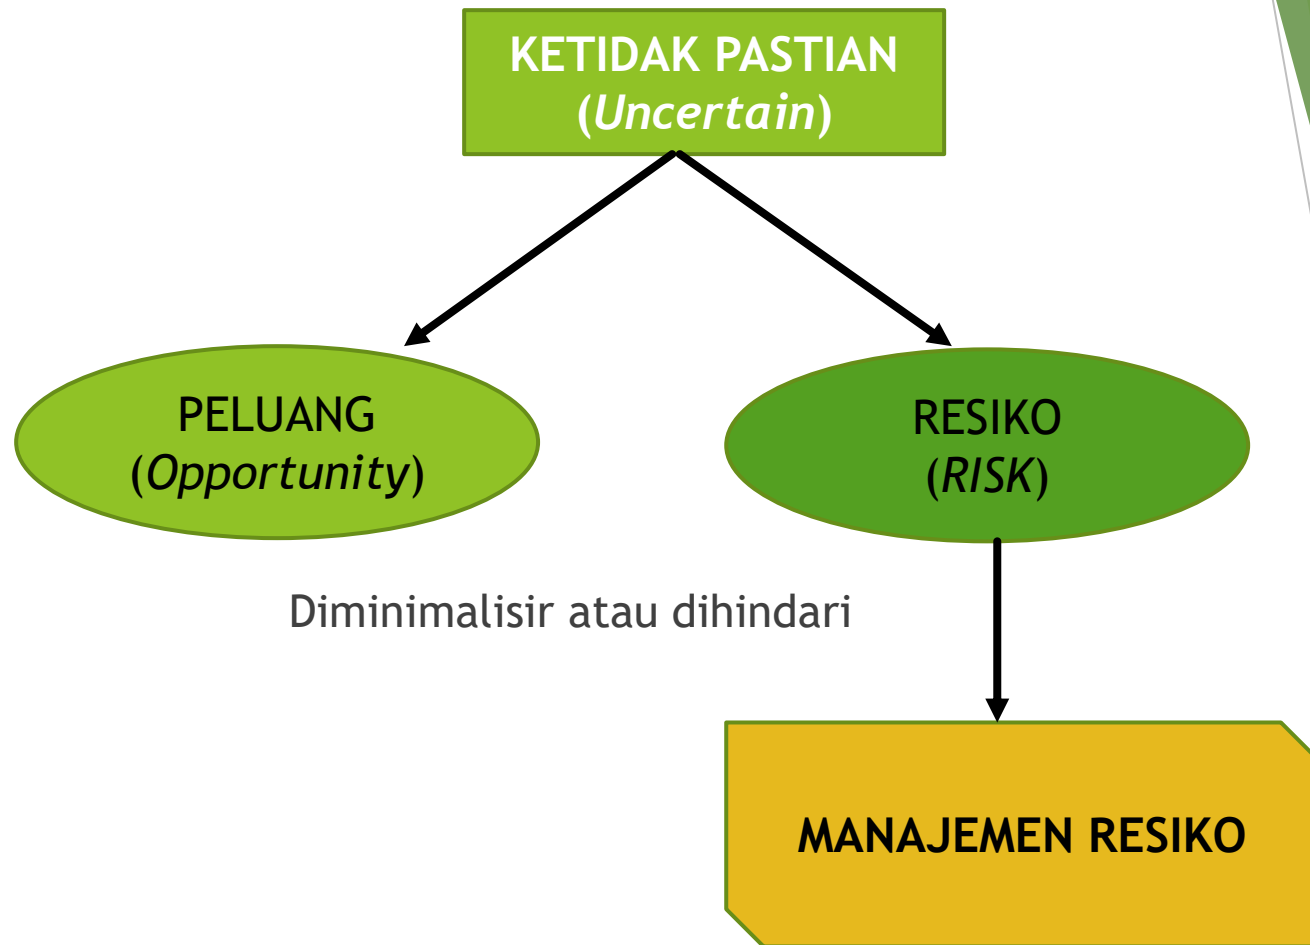 KETIDAK PASTIAN
(Uncertain)
PELUANG
(Opportunity)
RESIKO
(RISK)
Diminimalisir atau dihindari
MANAJEMEN RESIKO